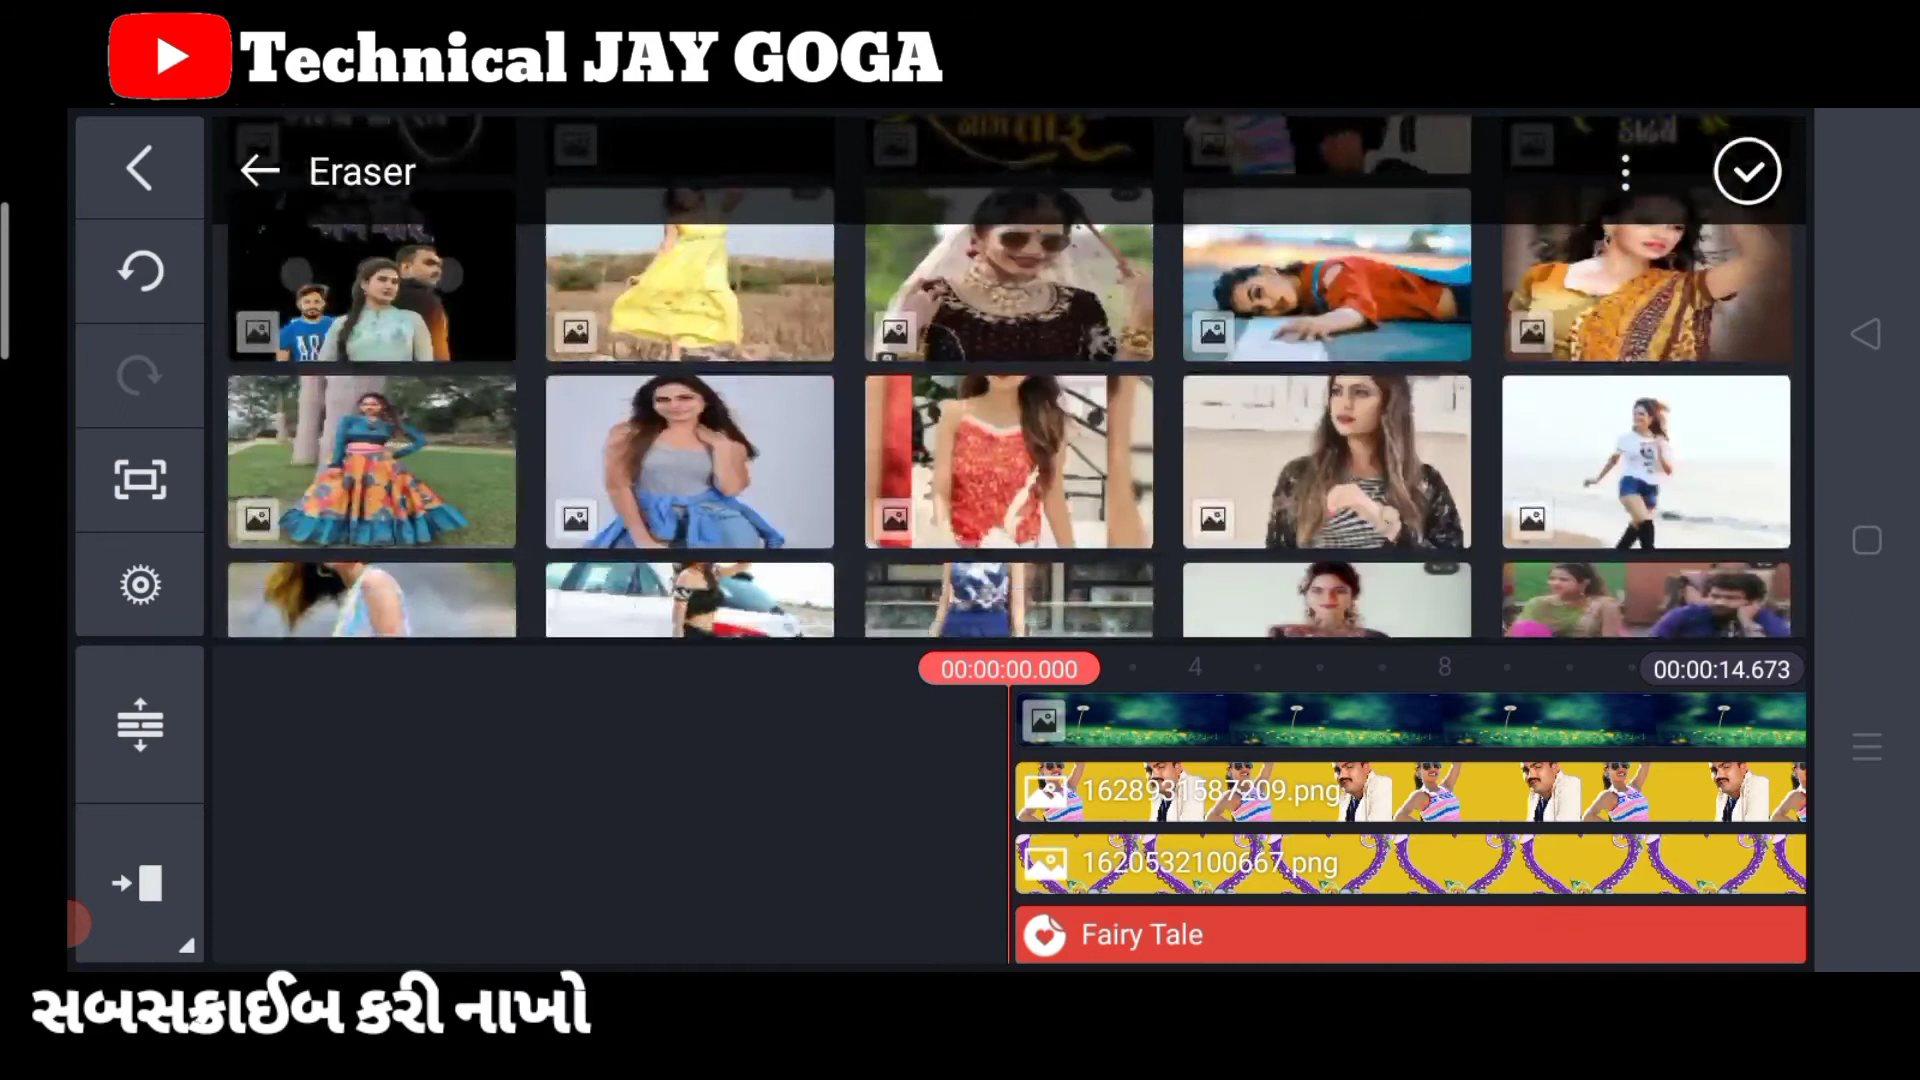 Technical JAY GOGA
Eraser
00:00:00.000
4
8
00:00:14.673
1628931587209.png
1620532100667.png
Fairy Tale
સબસક્રાઈબ કરી નાખો